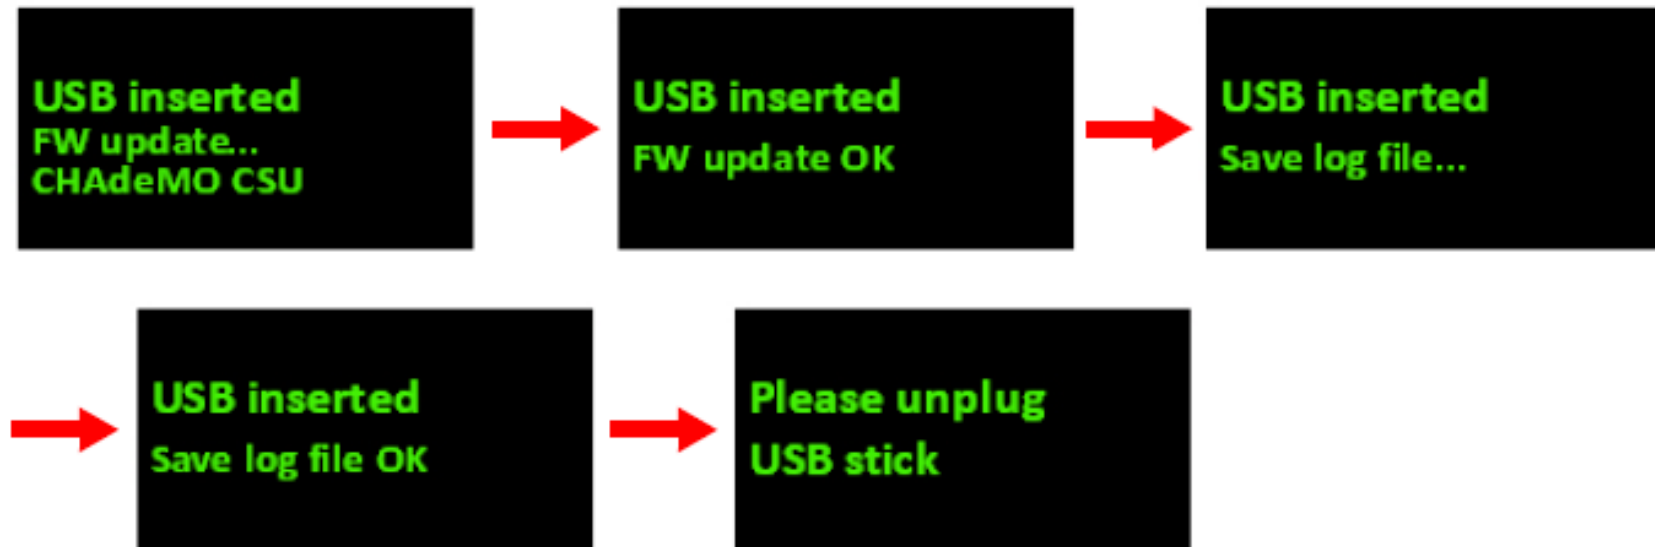 USB inserted
FW update...
CHAdeMO CSU
USB inserted
FW update OK
USB inserted
Save log file...
USB inserted
Save log file OK
Please unplug
USB stick